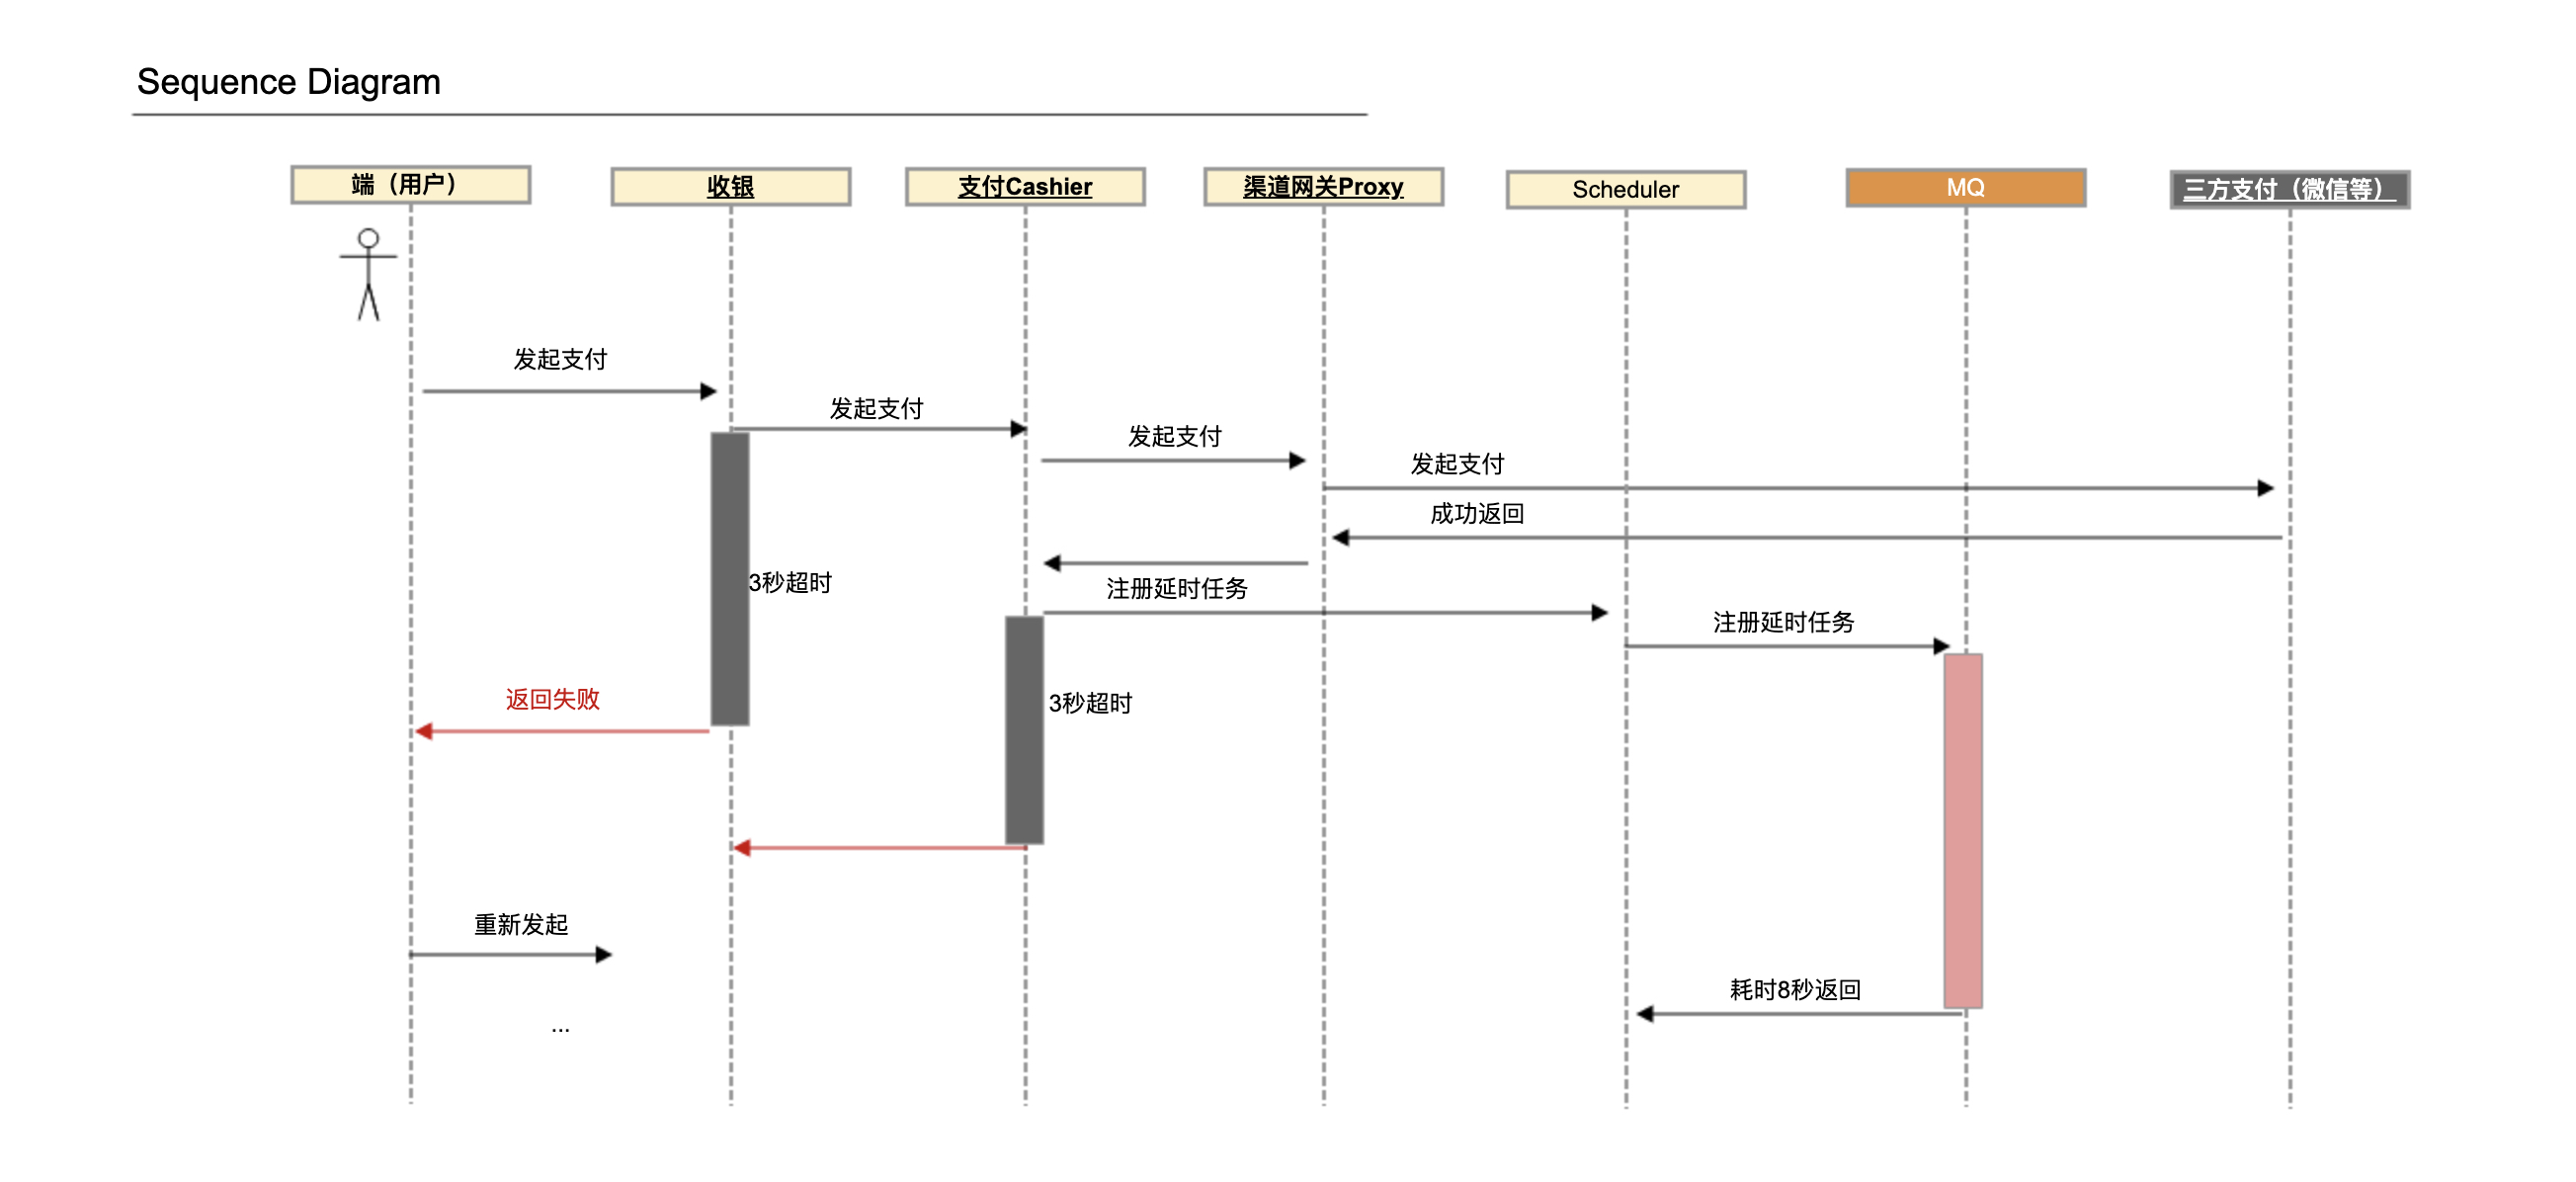 Sequence Diagram
端（用户）
收银
支付Cashier
渠道网关Proxy
Scheduler
MQ
三方支付（微信等）
发起支付
发起支付
发起支付
发起支付
成功返回
3秒超时
注册延时任务
注册延时任务
返回失败
3秒超时
重新发起
耗时8秒返回
...